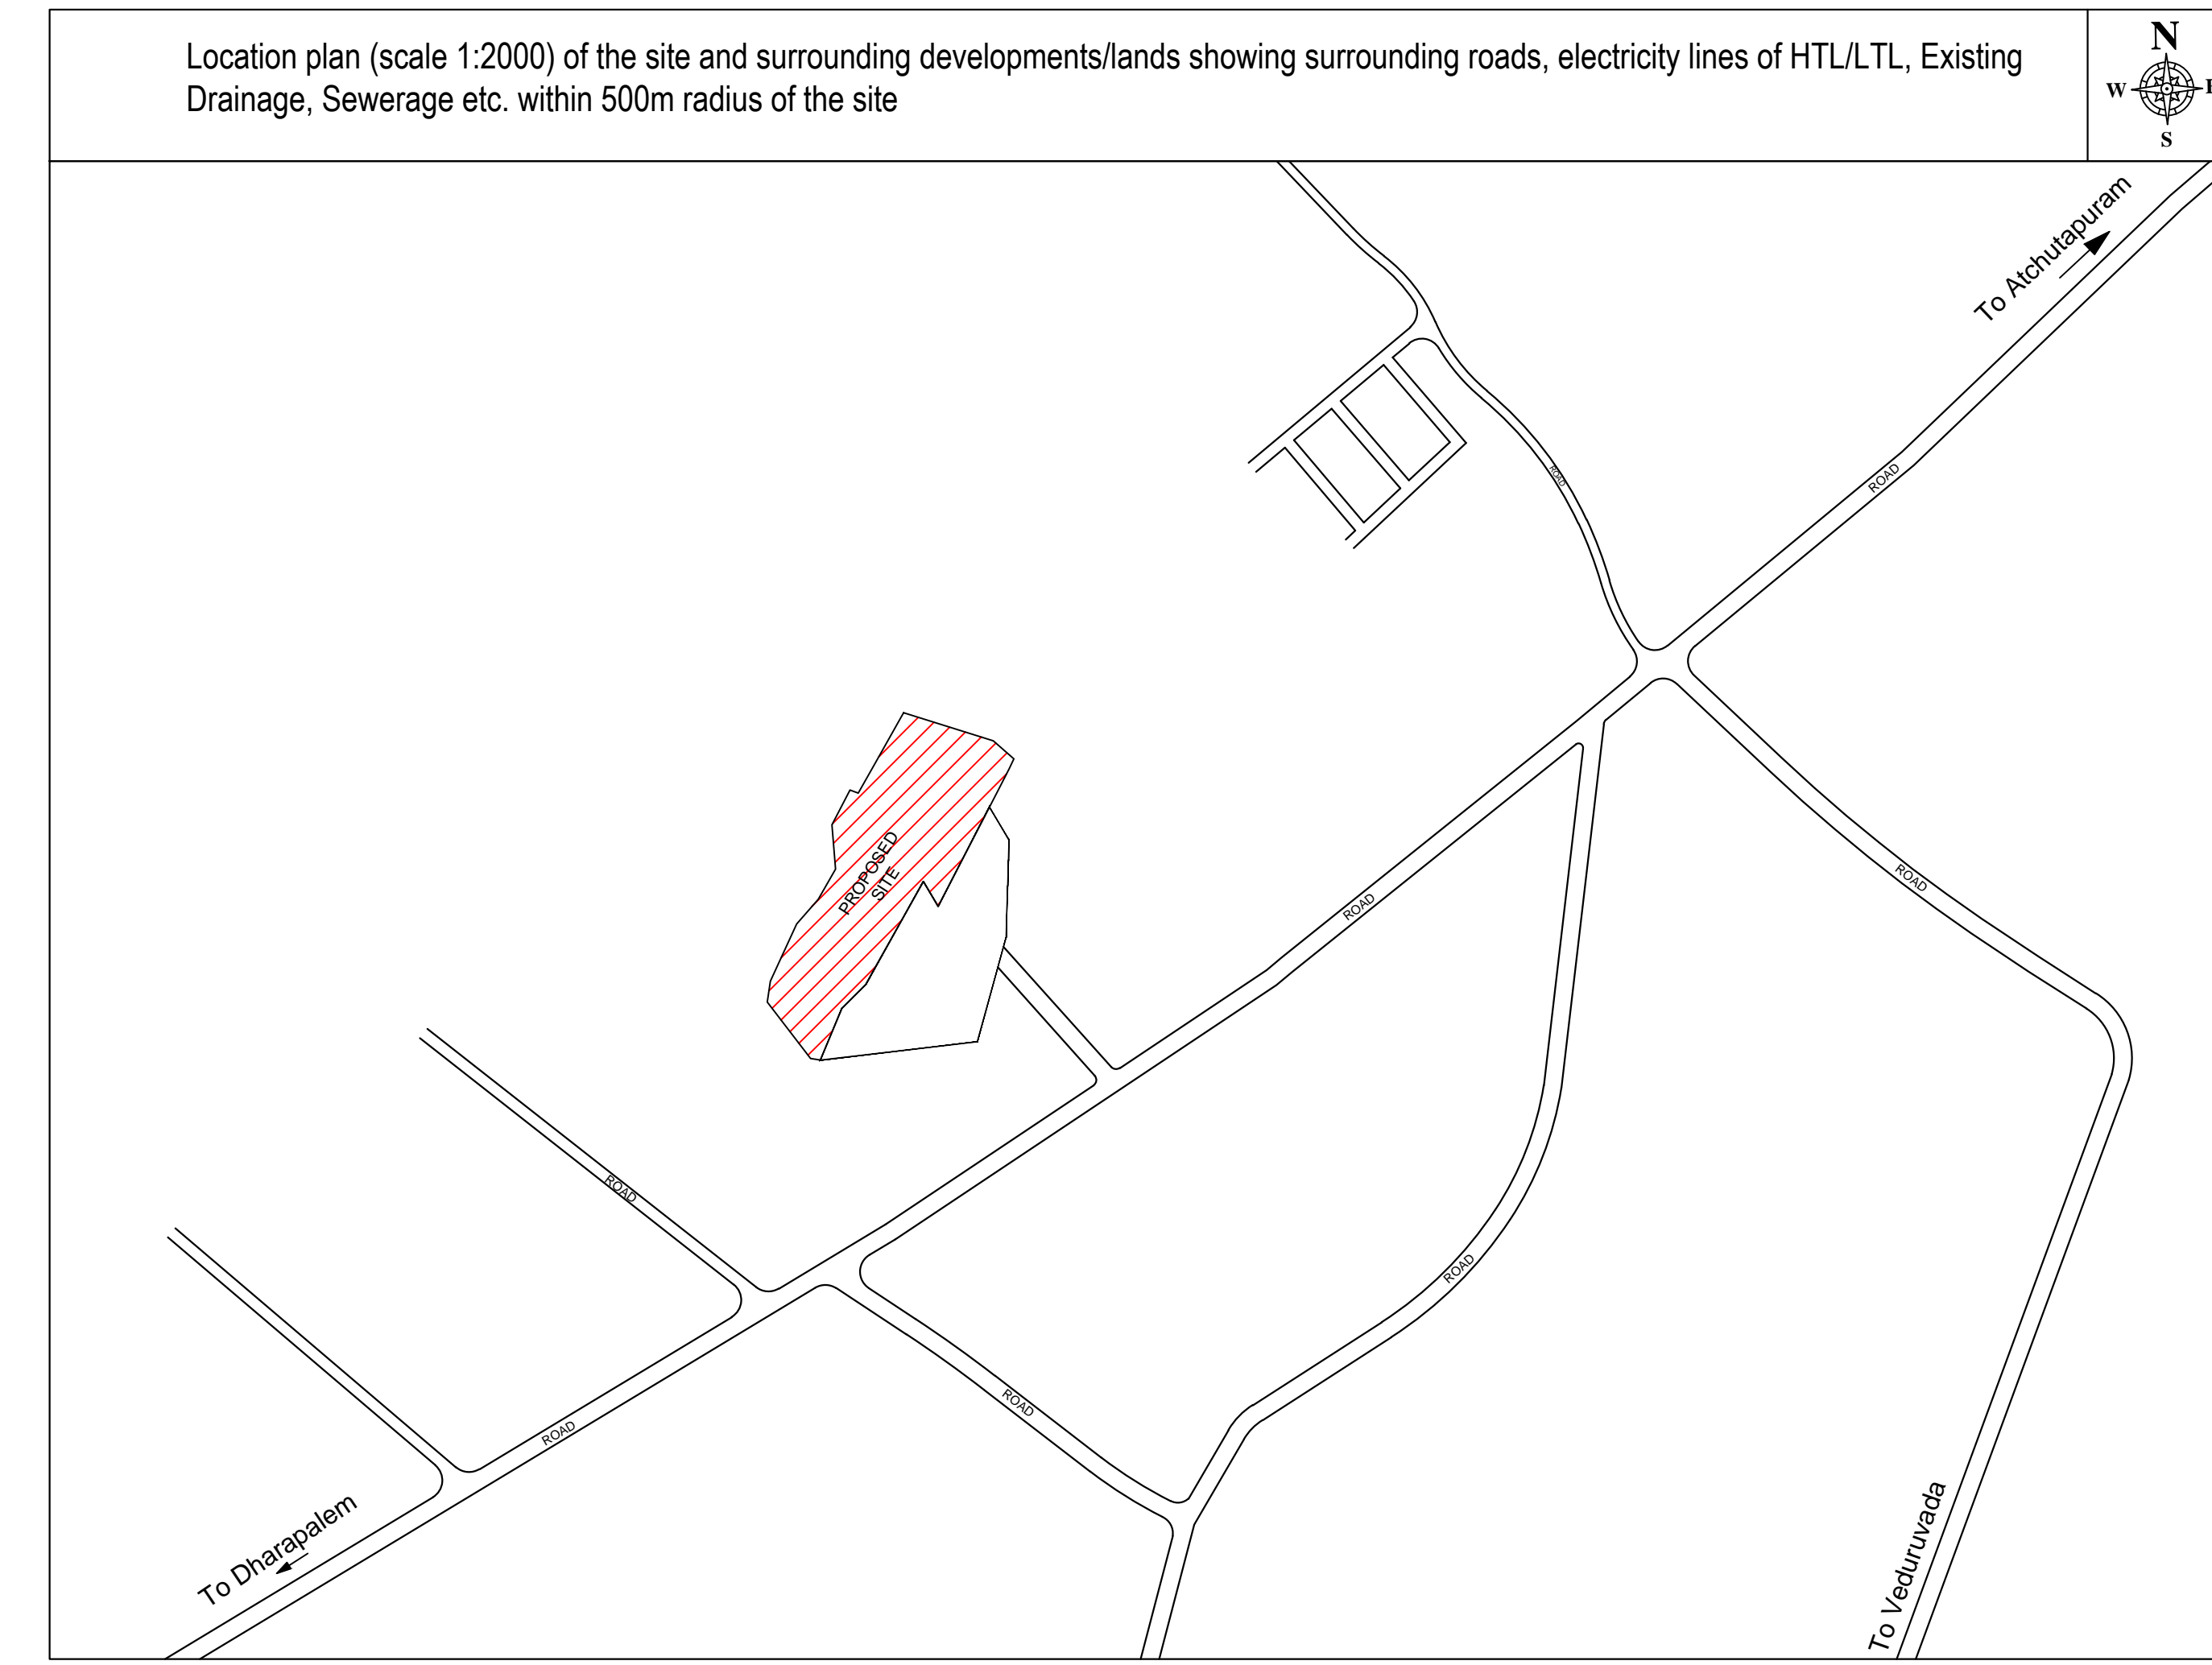 Location plan (scale 1:2000) of the site and surrounding developments/lands showing surrounding roads, electricity lines of HTL/LTL, Existing
Drainage, Sewerage etc. within 500m radius of the site
N
W
S
To Atchutapuram
ROAD
ROAD
PROPOSED
SITE
ROAD
ROAD
ROAD
ROAD
ROAD
ROAD
To Dharapalem
To Veduruvada